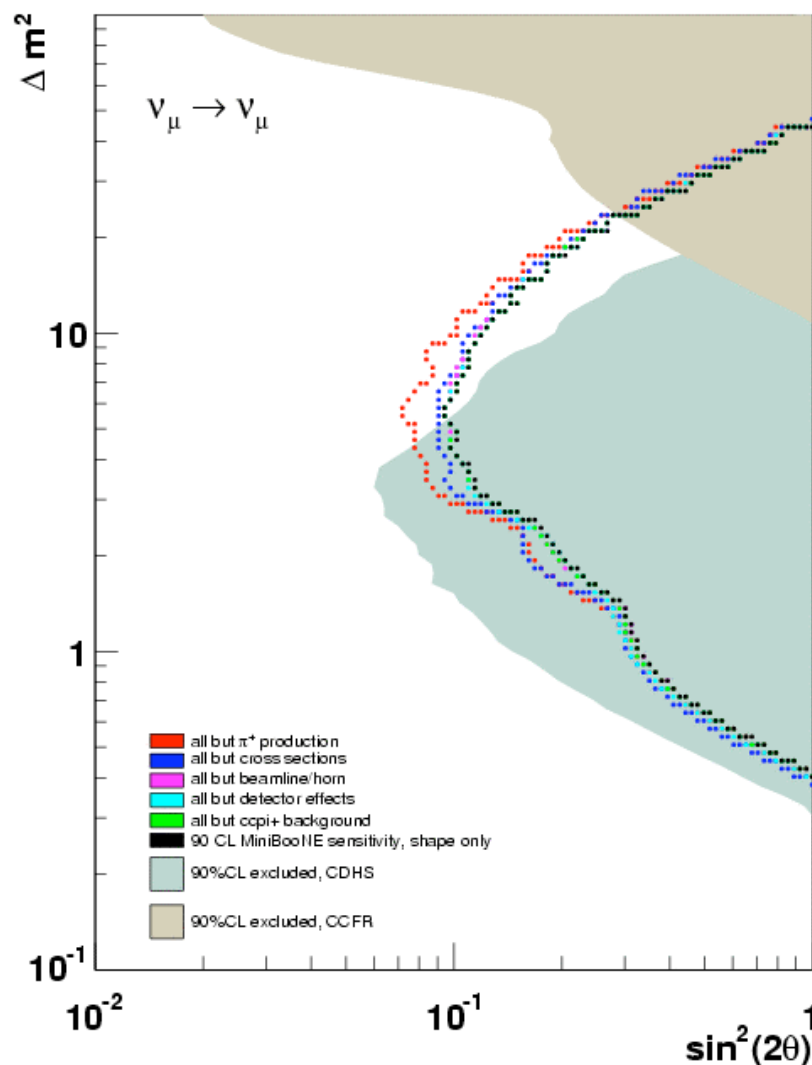 Δ m²
ν_μ → ν_μ
10
1
all but π⁺ production
all but cross sections
all but beamline/horn
all but detector effects
all but ccpi+ background
90 CL MiniBooNE sensitivity, shape only
90%CL excluded, CDHS
90%CL excluded, CCFR
10⁻¹
10⁻² 10⁻¹ 1
sin²(2θ)